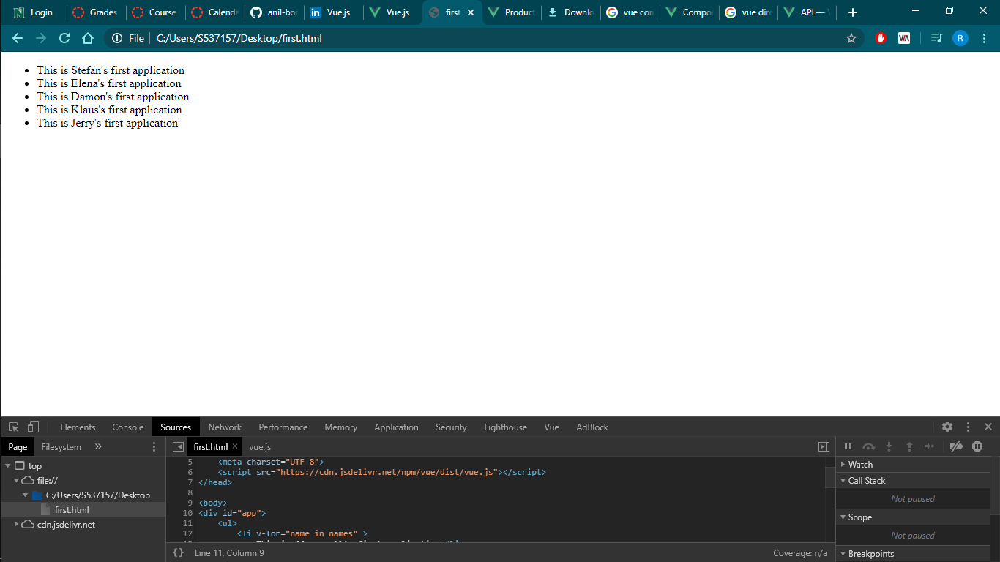 Login Grades Course Calenda anil-bor Vue.js Vue.js first. Product Downlo vue con Compo vue dire API —
File C:/Users/S537157/Desktop/first.html R
This is Stefan's first application
This is Elena's first application
This is Damon's first application
This is Klaus's first application
This is Jerry's first application
Elements Console Sources Network Performance Memory Application Security Lighthouse Vue AdBlock
Page Filesystem » first.html vue.js
top
file://
C:/Users/S537157/Desktop
first.html
cdn.jsdelivr.net
5 <meta charset="UTF-8">
6 <script src="https://cdn.jsdelivr.net/npm/vue/dist/vue.js"></script>
7 </head>
8
9 <body>
10 <div id="app">
11 <ul>
12 <li v-for="name in names" >
{} Line 11, Column 9 Coverage: n/a
Watch
Call Stack
Not paused
Scope
Not paused
Breakpoints